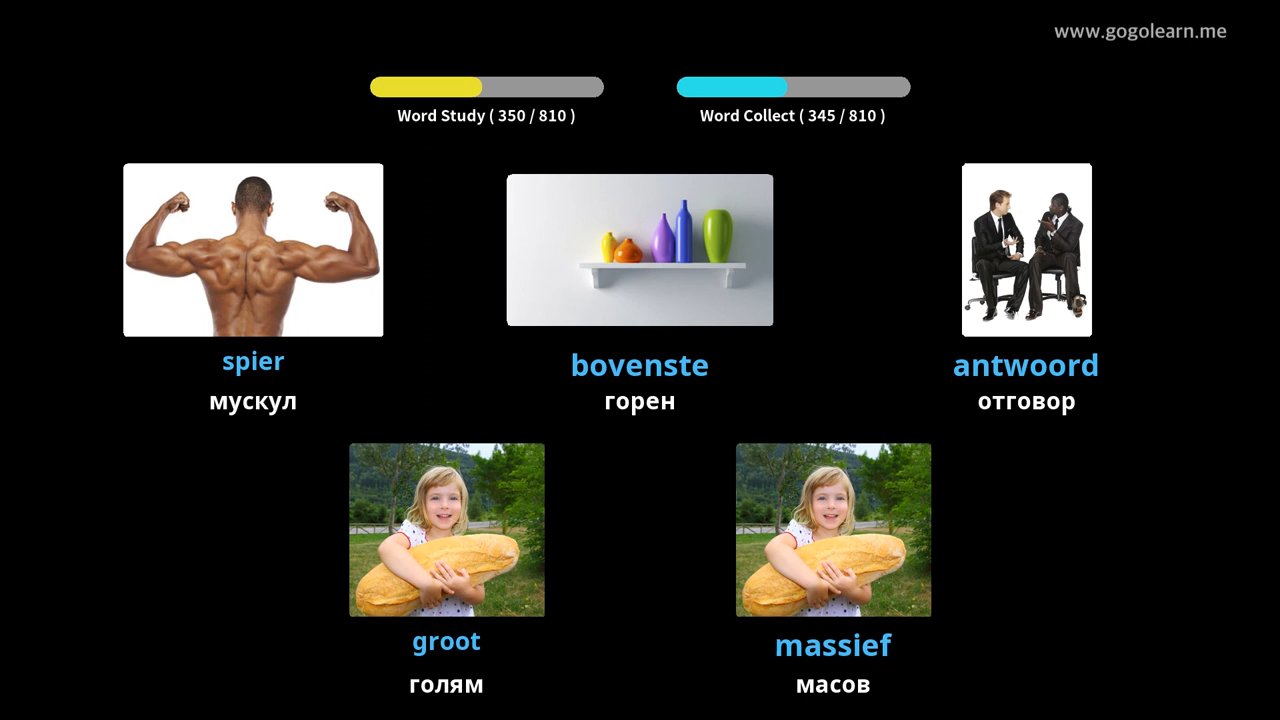 www.gogolearn.me
Word Study ( 350 / 810 )
Word Collect ( 345 / 810 )
spier
bovenste
antwoord
мускул
горен
отговор
groot
massief
голям
масов